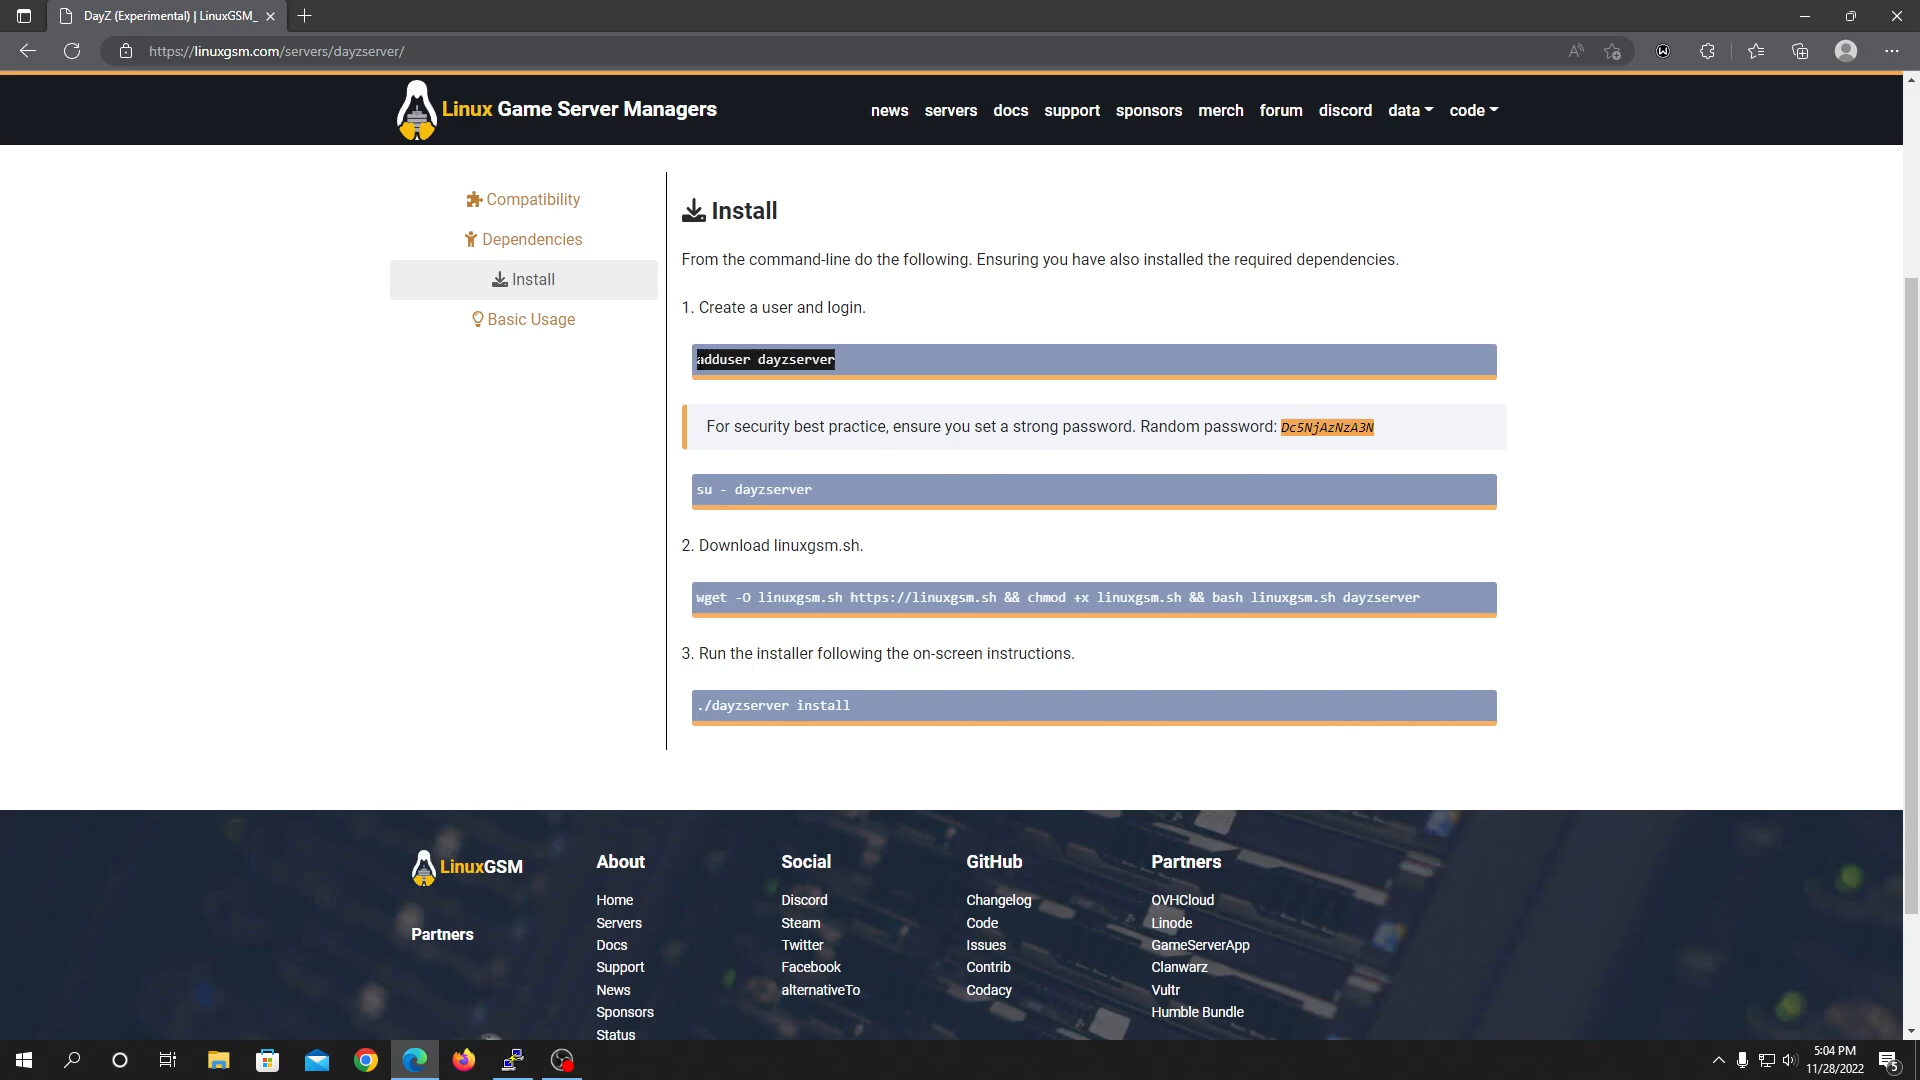 DayZ (Experimental) | LinuxGSM_
https://linuxgsm.com/servers/dayzserver/
Linux Game Server Managers
news servers docs support sponsors merch forum discord data code
Compatibility
Dependencies
Install
Basic Usage
Install
From the command-line do the following. Ensuring you have also installed the required dependencies.
1. Create a user and login.
adduser dayzserver
For security best practice, ensure you set a strong password. Random password: Dc5NjAzNzA3N
su - dayzserver
2. Download linuxgsm.sh.
wget -O linuxgsm.sh https://linuxgsm.sh && chmod +x linuxgsm.sh && bash linuxgsm.sh dayzserver
3. Run the installer following the on-screen instructions.
./dayzserver install
LinuxGSM
Partners
About
Home
Servers
Docs
Support
News
Sponsors
Status
Social
Discord
Steam
Twitter
Facebook
alternativeTo
GitHub
Changelog
Code
Issues
Contrib
Codacy
Partners
OVHCloud
Linode
GameServerApp
Clanwarz
Vultr
Humble Bundle
5:04 PM
11/28/2022
5